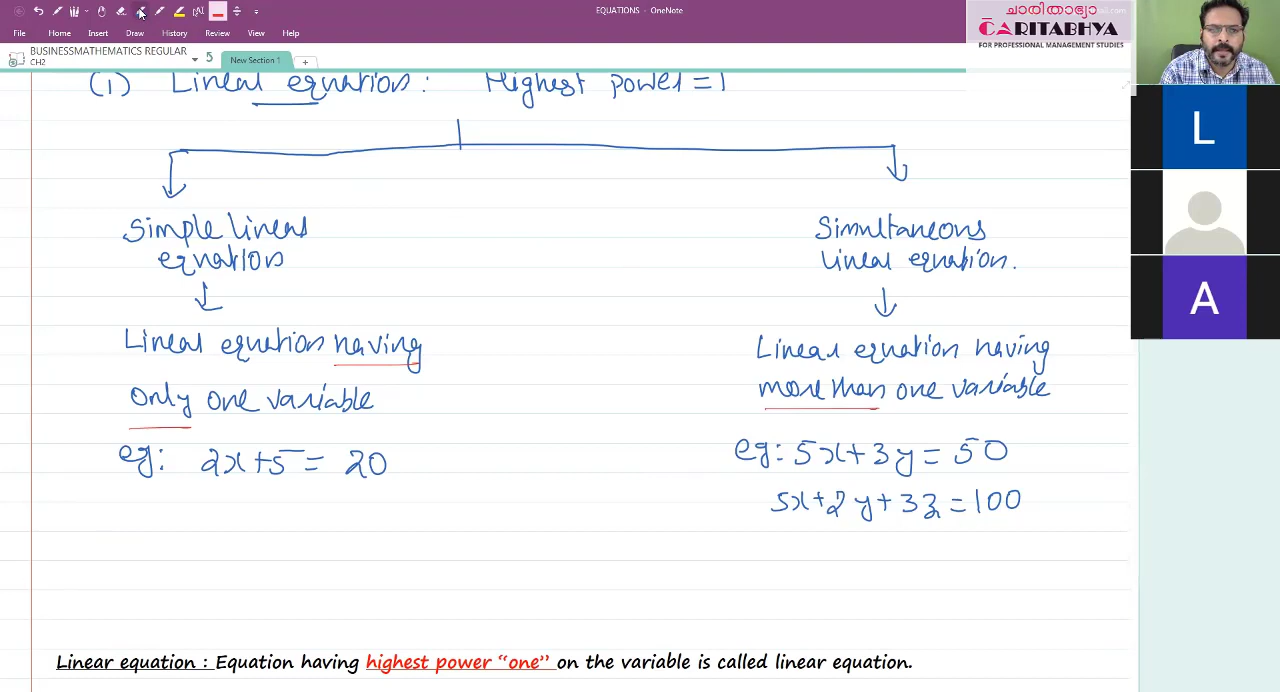 EQUATIONS - OneNote
ചാരിതാഭ്യാ
CARITABHYA
FOR PROFESSIONAL MANAGEMENT STUDIES
File Home Insert Draw History Review View Help
BUSINESSMATHEMATICS REGULAR
CH2
New Section 1
(1) Linear equation: Highest power = 1
Simple linear
equation
Linear equation having
Only one variable
eg: 2x+5 = 20
Simultaneous
linear equation.
Linear equation having
more than one variable
eg: 5x+3y = 50
5x+2y+3z = 100
L
A
Linear equation : Equation having highest power “one” on the variable is called linear equation.